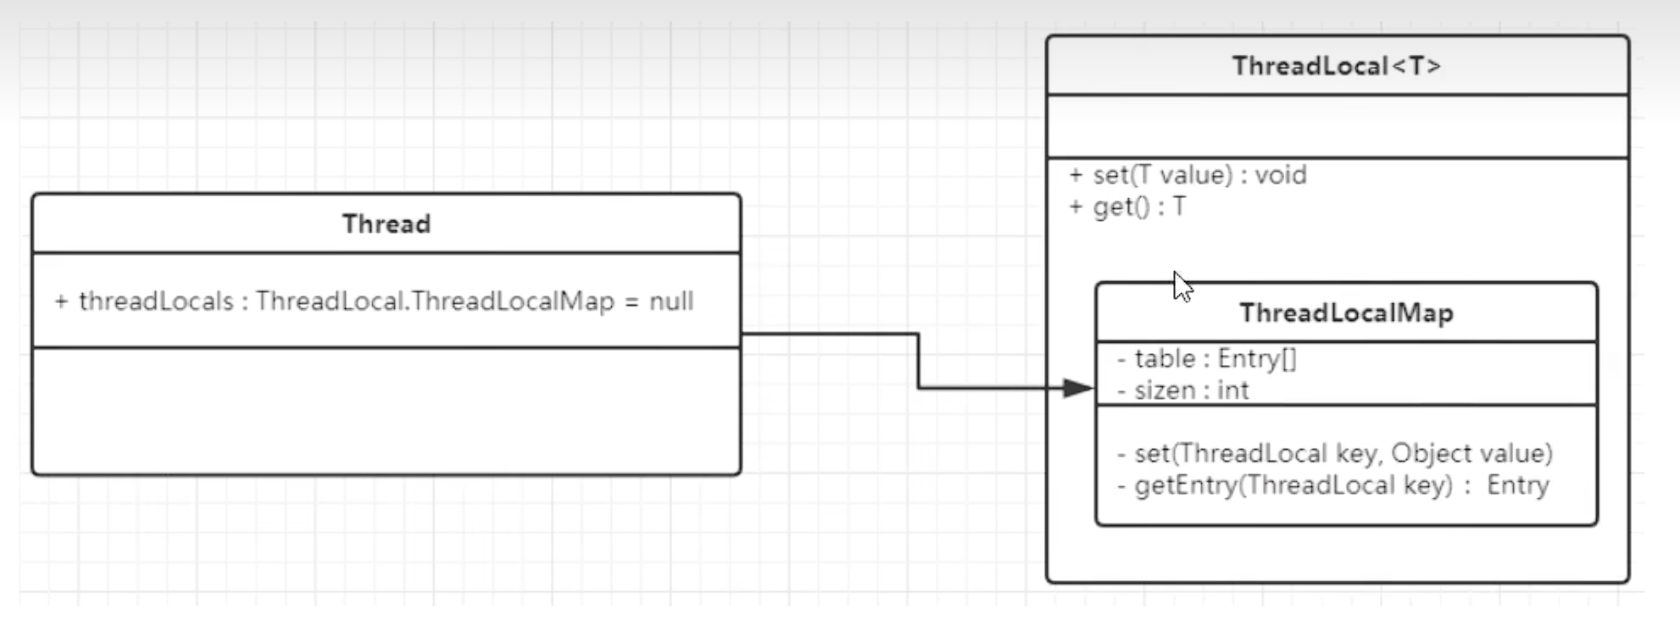 Thread
+ threadLocals : ThreadLocal.ThreadLocalMap = null
ThreadLocal<T>
+ set(T value) : void
+ get() : T
ThreadLocalMap
- table : Entry[]
- sizen : int
- set(ThreadLocal key, Object value)
- getEntry(ThreadLocal key) : Entry